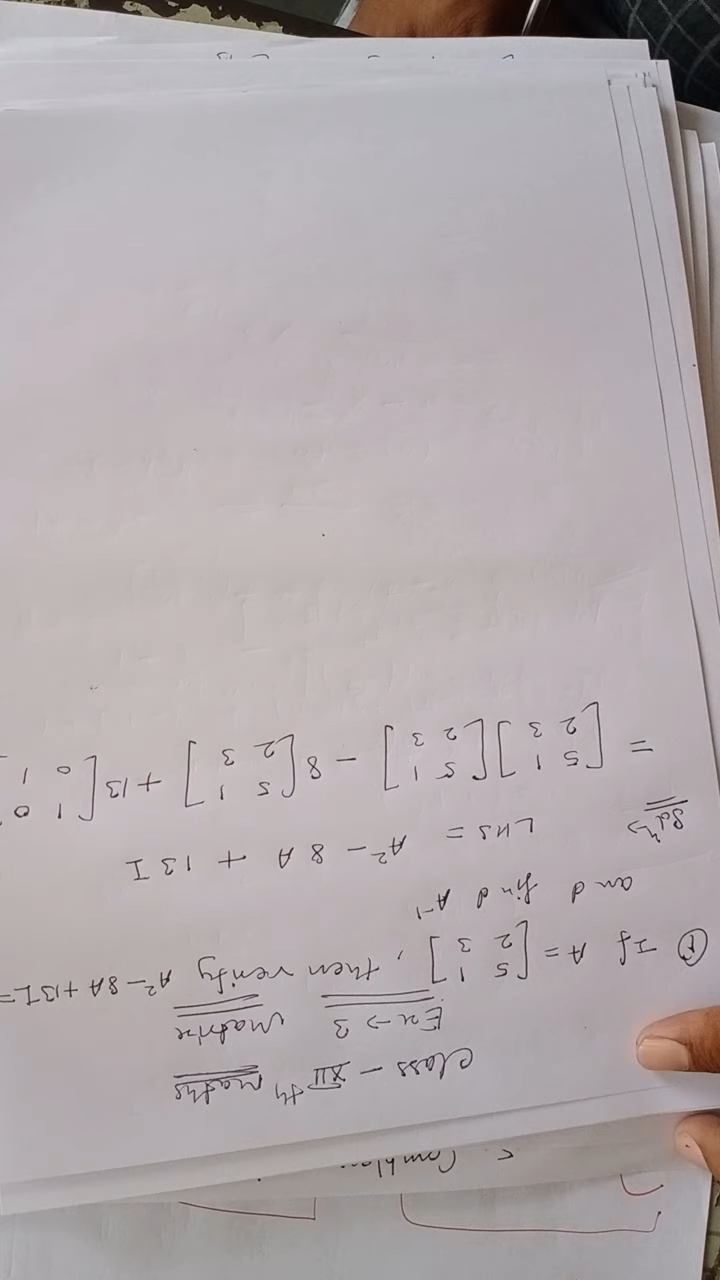 Class - XII th Maths
Ex → 3 Matrix
① If A = [5 1
2 3], then verify A² - 8A + 13I =
and find A⁻¹
Solⁿ→ LHS = A² - 8A + 13I
= [5 1
2 3] [5 1
2 3] - 8 [5 1
2 3] + 13 [1 0
0 1